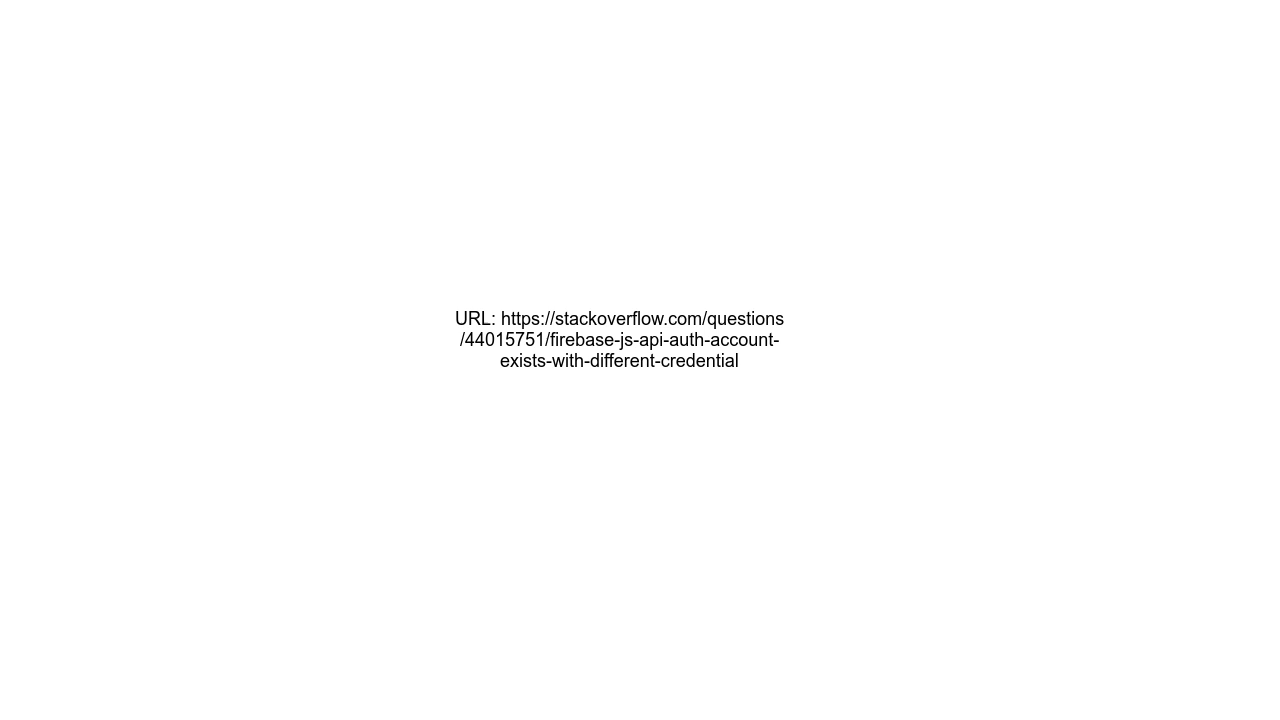 URL: https://stackoverflow.com/questions
/44015751/firebase-js-api-auth-account-
exists-with-different-credential